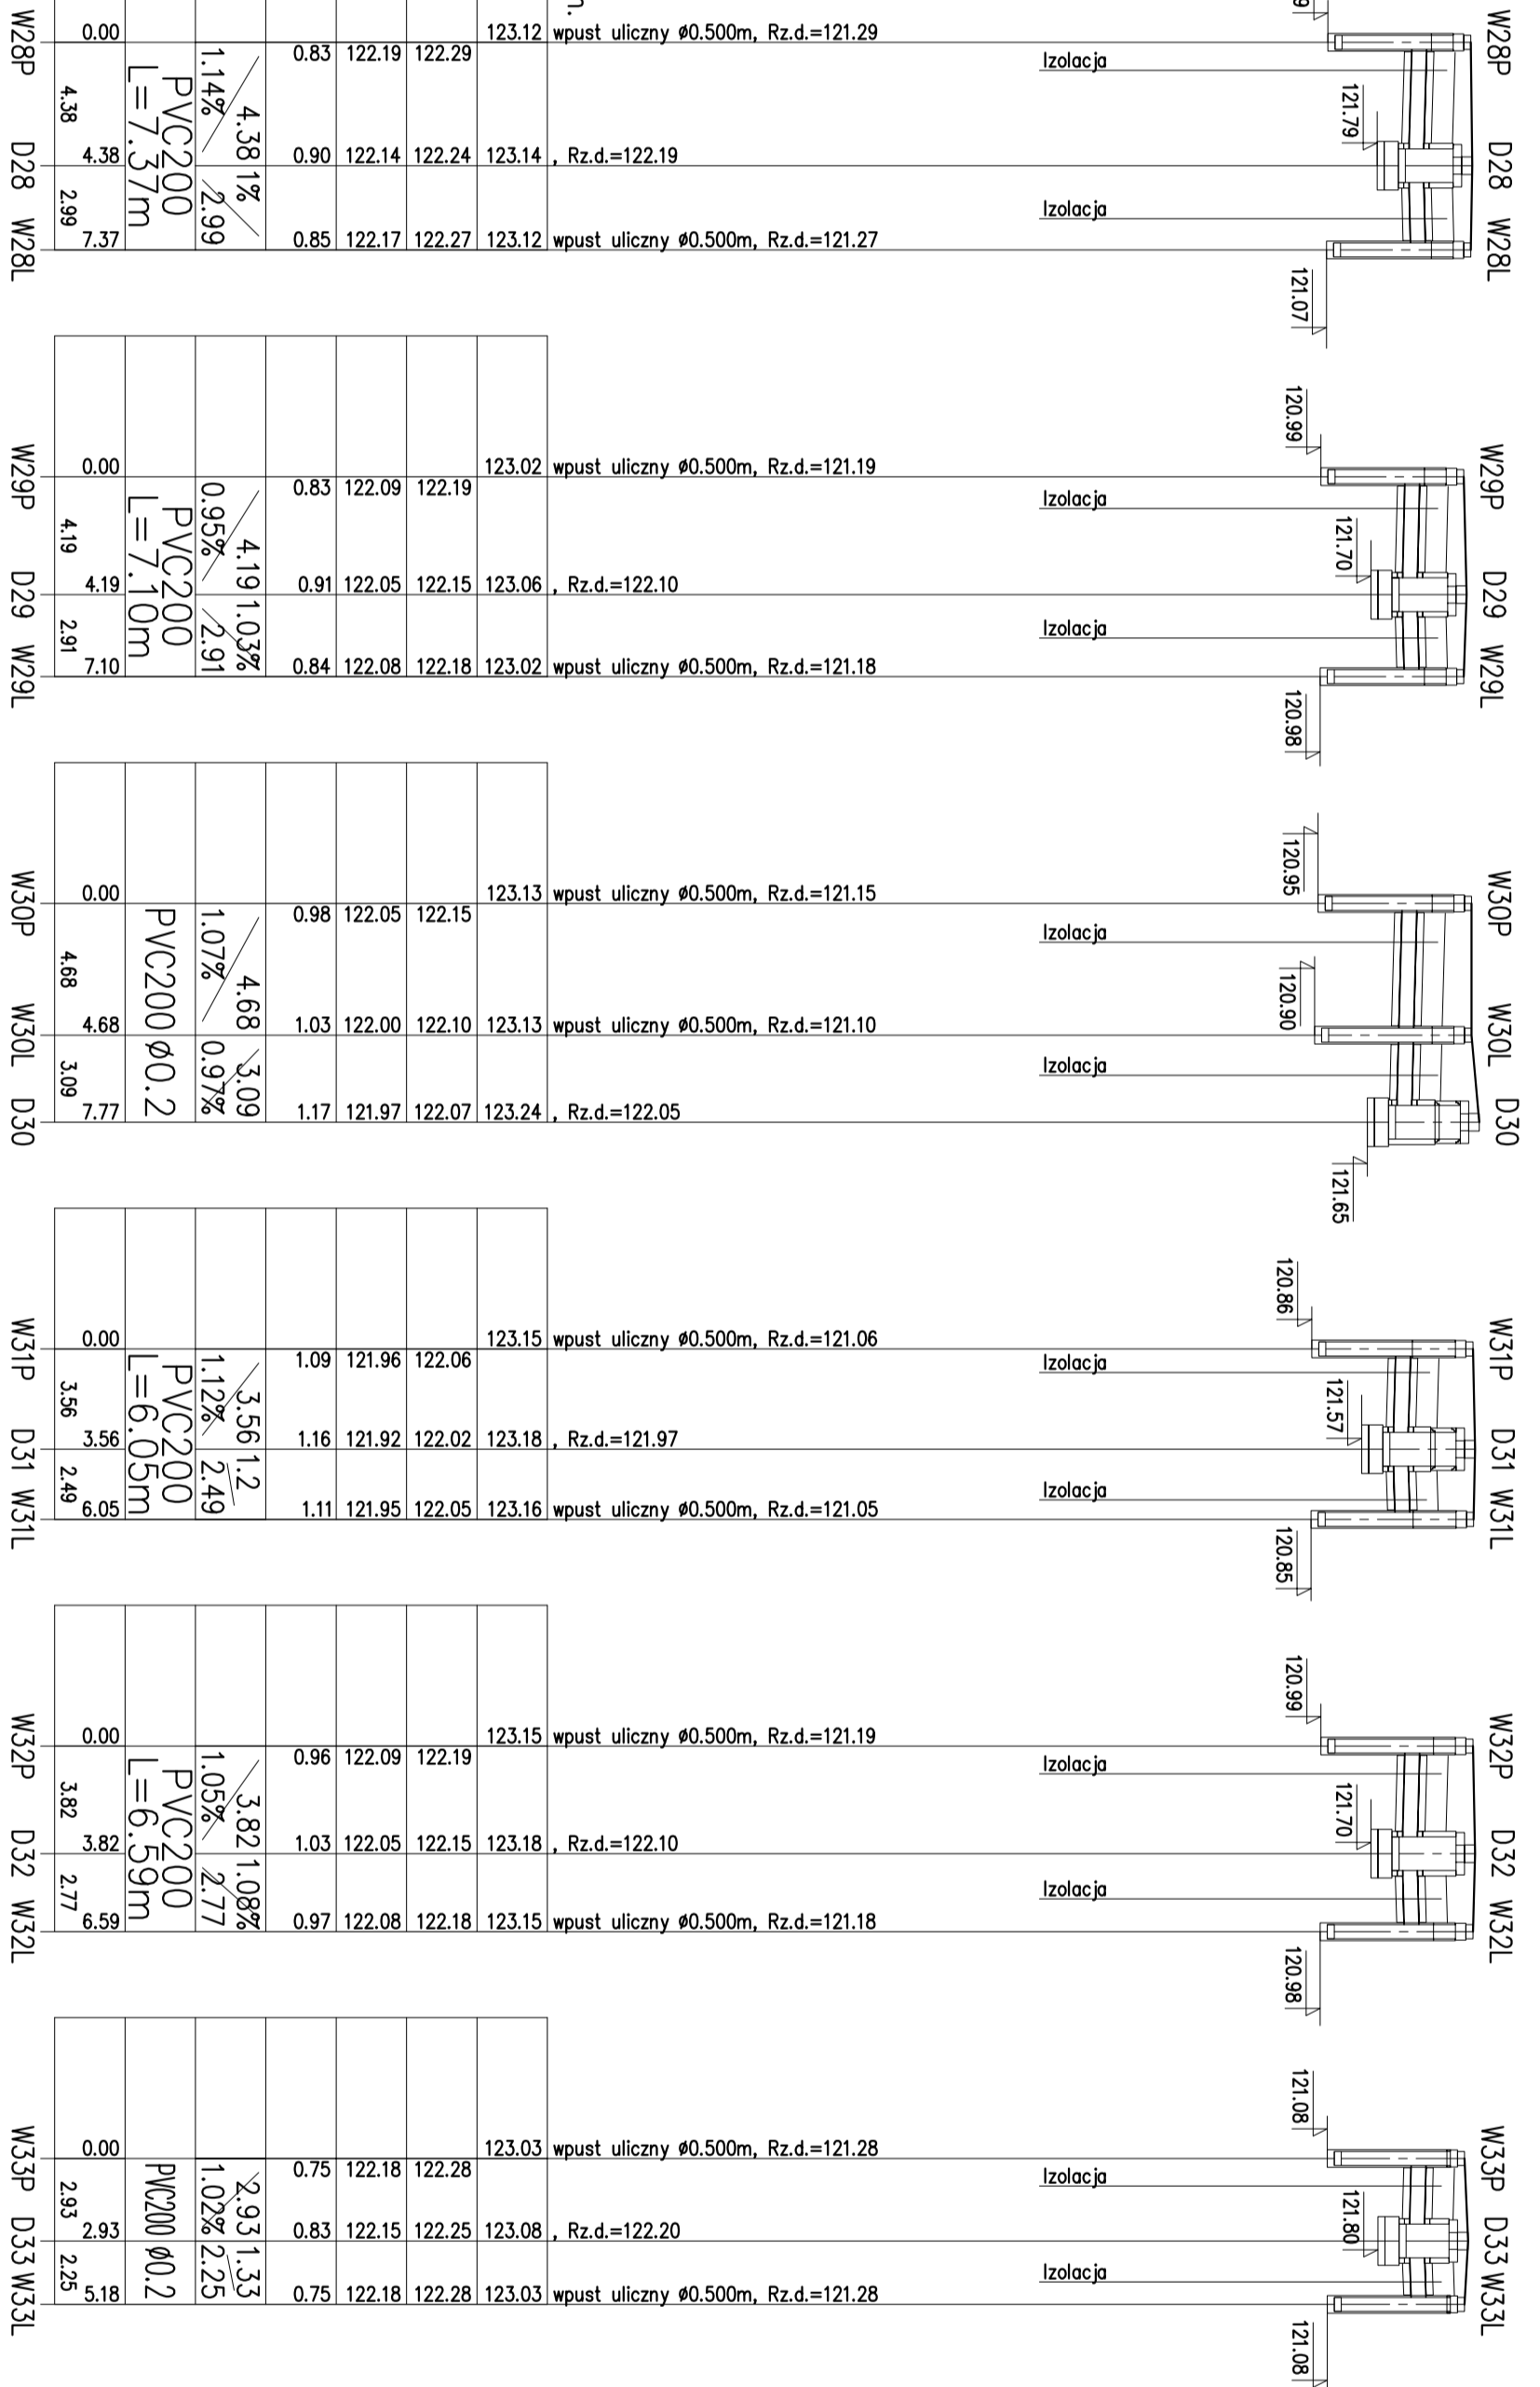 n.
9
W28P
0.00
0.83
122.19
122.29
123.12
wpust uliczny ø0.500m, Rz.d.=121.29
Izolacja
W28P
4.38
PVC200
L=7.37m
1.14%
4.38
1%
2.99
121.79
D28
4.38
0.90
122.14
122.24
123.14
, Rz.d.=122.19
D28
2.99
Izolacja
W28L
7.37
0.85
122.17
122.27
123.12
wpust uliczny ø0.500m, Rz.d.=121.27
121.07
W28L
W29P
0.00
0.83
122.09
122.19
123.02
wpust uliczny ø0.500m, Rz.d.=121.19
120.99
Izolacja
W29P
4.19
PVC200
L=7.10m
0.95%
4.19
1.03%
2.91
121.70
D29
4.19
0.91
122.05
122.15
123.06
, Rz.d.=122.10
D29
2.91
Izolacja
W29L
7.10
0.84
122.08
122.18
123.02
wpust uliczny ø0.500m, Rz.d.=121.18
120.98
W29L
W30P
0.00
0.98
122.05
122.15
123.13
wpust uliczny ø0.500m, Rz.d.=121.15
120.95
Izolacja
W30P
4.68
PVC200 ø0.2
1.07%
4.68
0.97%
3.09
120.90
W30L
4.68
1.03
122.00
122.10
123.13
wpust uliczny ø0.500m, Rz.d.=121.10
W30L
3.09
Izolacja
D30
7.77
1.17
121.97
122.07
123.24
, Rz.d.=122.05
121.65
D30
W31P
0.00
1.09
121.96
122.06
123.15
wpust uliczny ø0.500m, Rz.d.=121.06
120.86
Izolacja
W31P
3.56
PVC200
L=6.05m
1.12%
3.56
1.2
2.49
121.57
D31
3.56
1.16
121.92
122.02
123.18
, Rz.d.=121.97
D31
2.49
Izolacja
W31L
6.05
1.11
121.95
122.05
123.16
wpust uliczny ø0.500m, Rz.d.=121.05
120.85
W31L
W32P
0.00
0.96
122.09
122.19
123.15
wpust uliczny ø0.500m, Rz.d.=121.19
120.99
Izolacja
W32P
3.82
PVC200
L=6.59m
1.05%
3.82
1.08%
2.77
121.70
D32
3.82
1.03
122.05
122.15
123.18
, Rz.d.=122.10
D32
2.77
Izolacja
W32L
6.59
0.97
122.08
122.18
123.15
wpust uliczny ø0.500m, Rz.d.=121.18
120.98
W32L
W33P
0.00
0.75
122.18
122.28
123.03
wpust uliczny ø0.500m, Rz.d.=121.28
121.08
Izolacja
W33P
2.93
PVC200 ø0.2
1.02%
2.93
1.33
2.25
121.80
D33
2.93
0.83
122.15
122.25
123.08
, Rz.d.=122.20
D33
2.25
Izolacja
W33L
5.18
0.75
122.18
122.28
123.03
wpust uliczny ø0.500m, Rz.d.=121.28
121.08
W33L